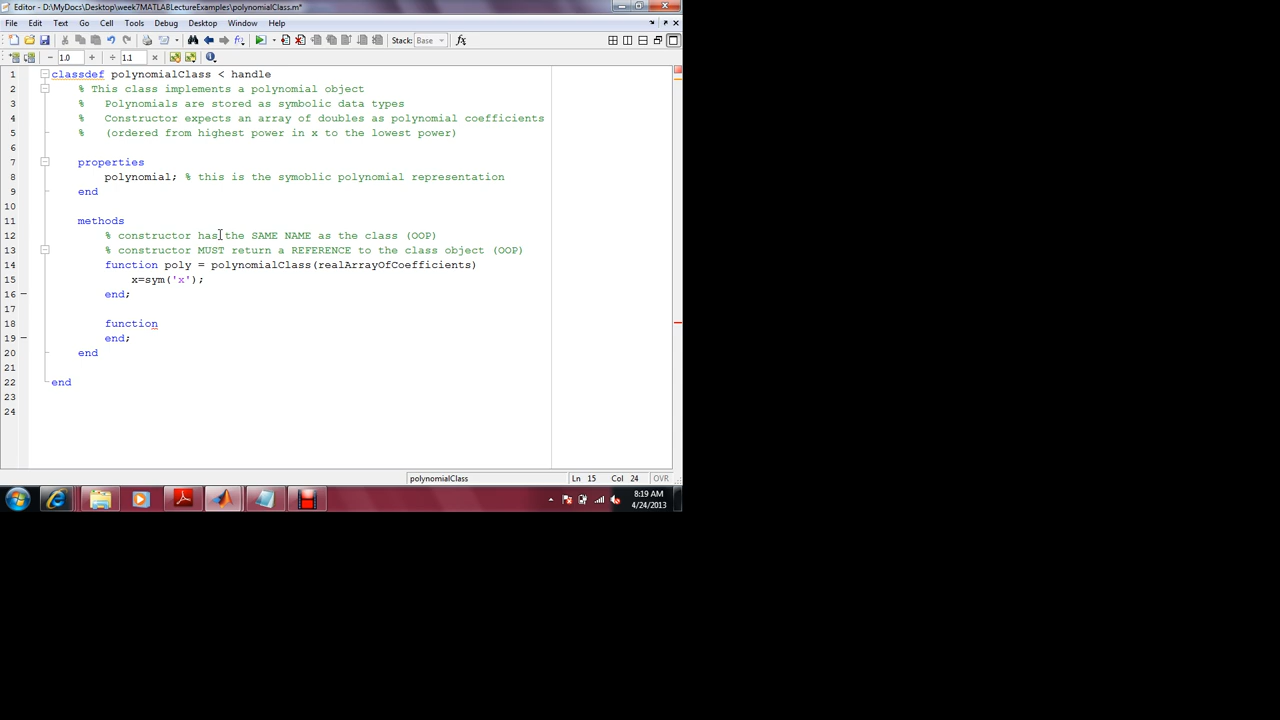 Editor - D:\MyDocs\Desktop\week7MATLABLectureExamples\polynomialClass.m*
File Edit Text Go Cell Tools Debug Desktop Window Help
Stack: Base fx
− 1.0 + ÷ 1.1 ×
1 classdef polynomialClass < handle
2 % This class implements a polynomial object
3 % Polynomials are stored as symbolic data types
4 % Constructor expects an array of doubles as polynomial coefficients
5 % (ordered from highest power in x to the lowest power)
6
7 properties
8 polynomial; % this is the symoblic polynomial representation
9 end
10
11 methods
12 % constructor has the SAME NAME as the class (OOP)
13 % constructor MUST return a REFERENCE to the class object (OOP)
14 function poly = polynomialClass(realArrayOfCoefficients)
15 x=sym('x');
16 end;
17
18 function
19 end;
20 end
21
22 end
23
24
polynomialClass Ln 15 Col 24 OVR
8:19 AM
4/24/2013